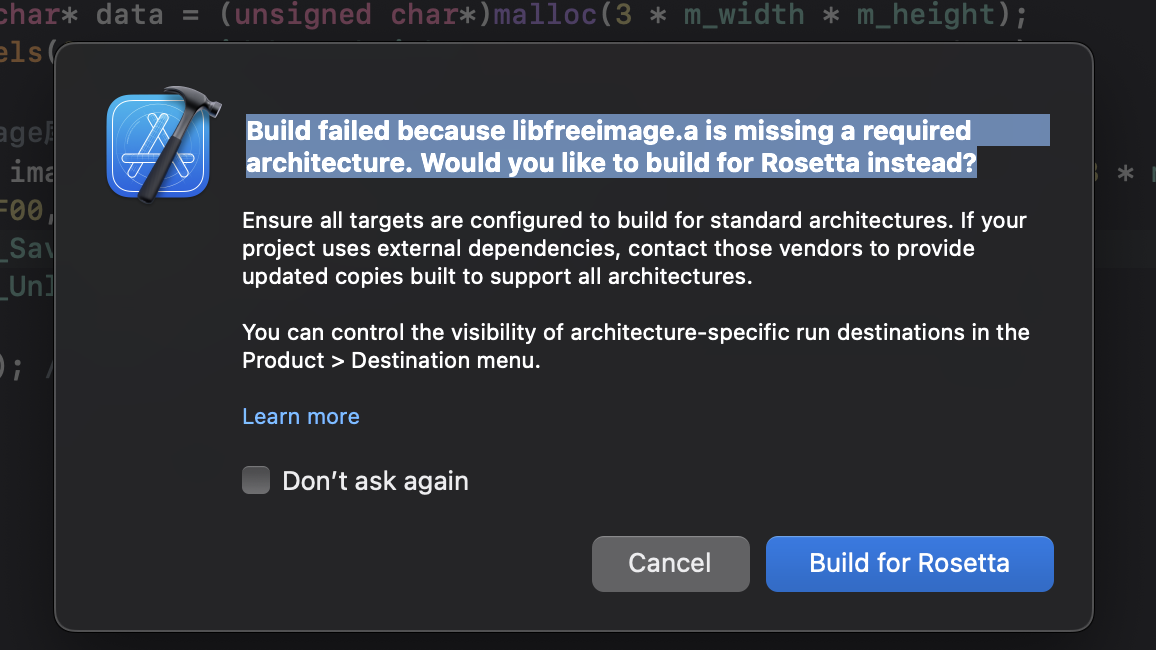 char* data = (unsigned char*)malloc(3 * m_width * m_height);
els(
Build failed because libfreeimage.a is missing a required
architecture. Would you like to build for Rosetta instead?
age
ima
3 *
F00,
_Sav
_Unl
); /
Ensure all targets are configured to build for standard architectures. If your
project uses external dependencies, contact those vendors to provide
updated copies built to support all architectures.
You can control the visibility of architecture-specific run destinations in the
Product > Destination menu.
Learn more
Don't ask again
Cancel
Build for Rosetta